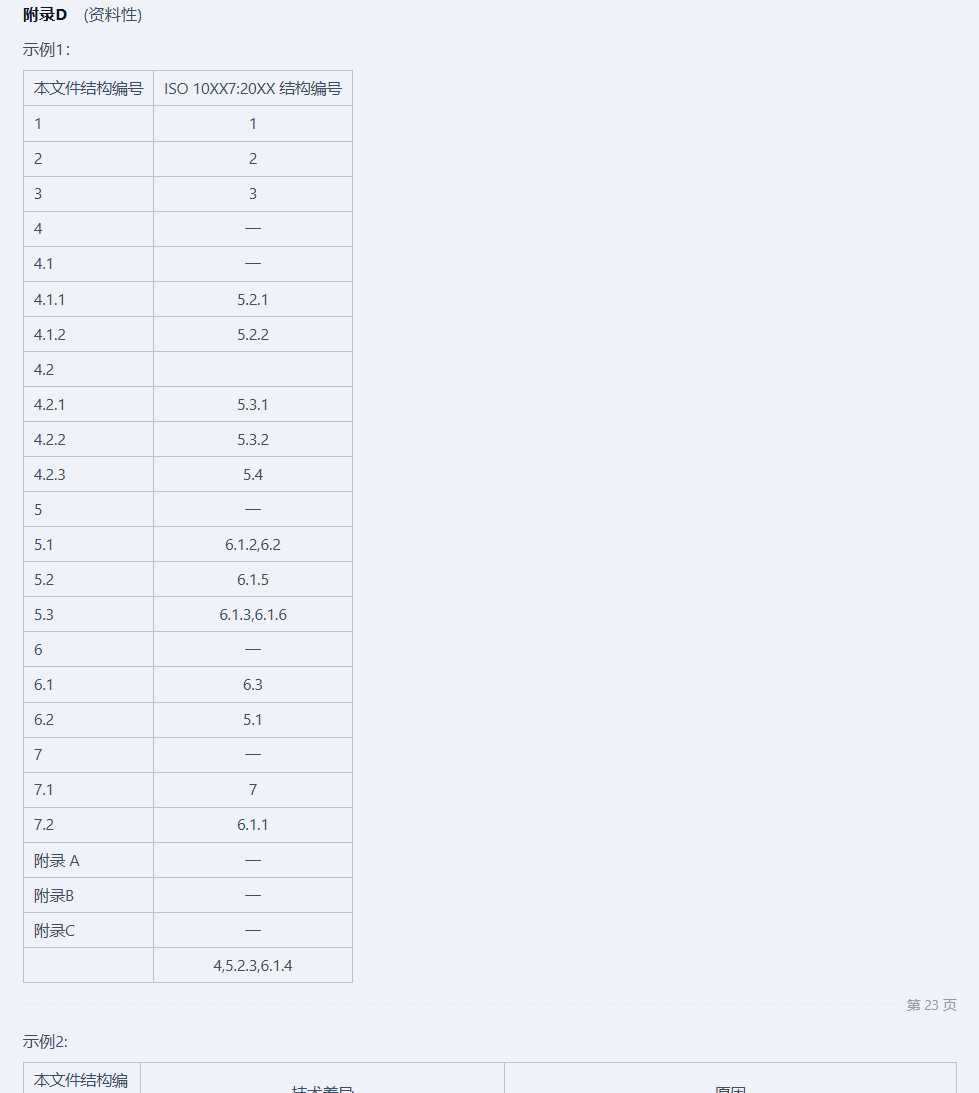 附录D (资料性)
示例1：
本文件结构编号 ISO 10XX7:20XX 结构编号
1 1
2 2
3 3
4 —
4.1 —
4.1.1 5.2.1
4.1.2 5.2.2
4.2
4.2.1 5.3.1
4.2.2 5.3.2
4.2.3 5.4
5 —
5.1 6.1.2,6.2
5.2 6.1.5
5.3 6.1.3,6.1.6
6 —
6.1 6.3
6.2 5.1
7 —
7.1 7
7.2 6.1.1
附录 A —
附录B —
附录C —
4,5.2.3,6.1.4
第 23 页
示例2:
本文件结构编 技术差异 原因